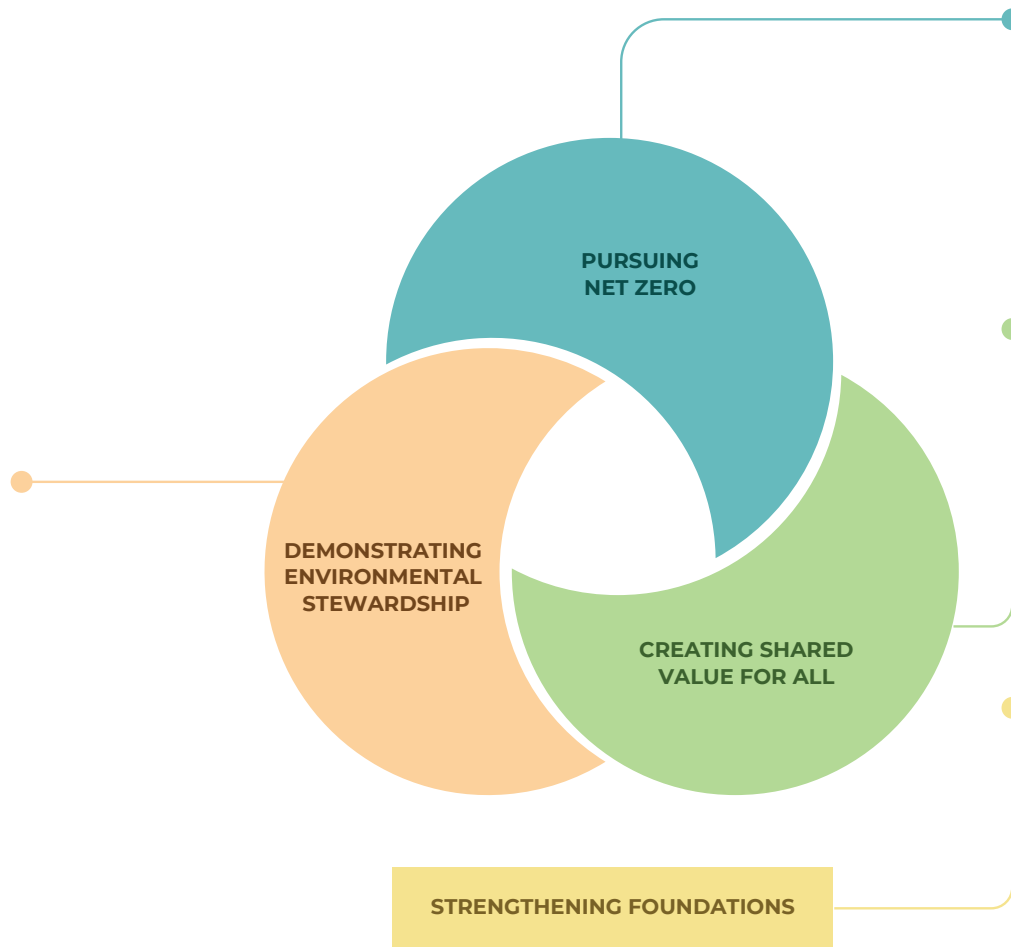 PURSUING
NET ZERO
DEMONSTRATING
ENVIRONMENTAL
STEWARDSHIP
CREATING SHARED
VALUE FOR ALL
STRENGTHENING FOUNDATIONS